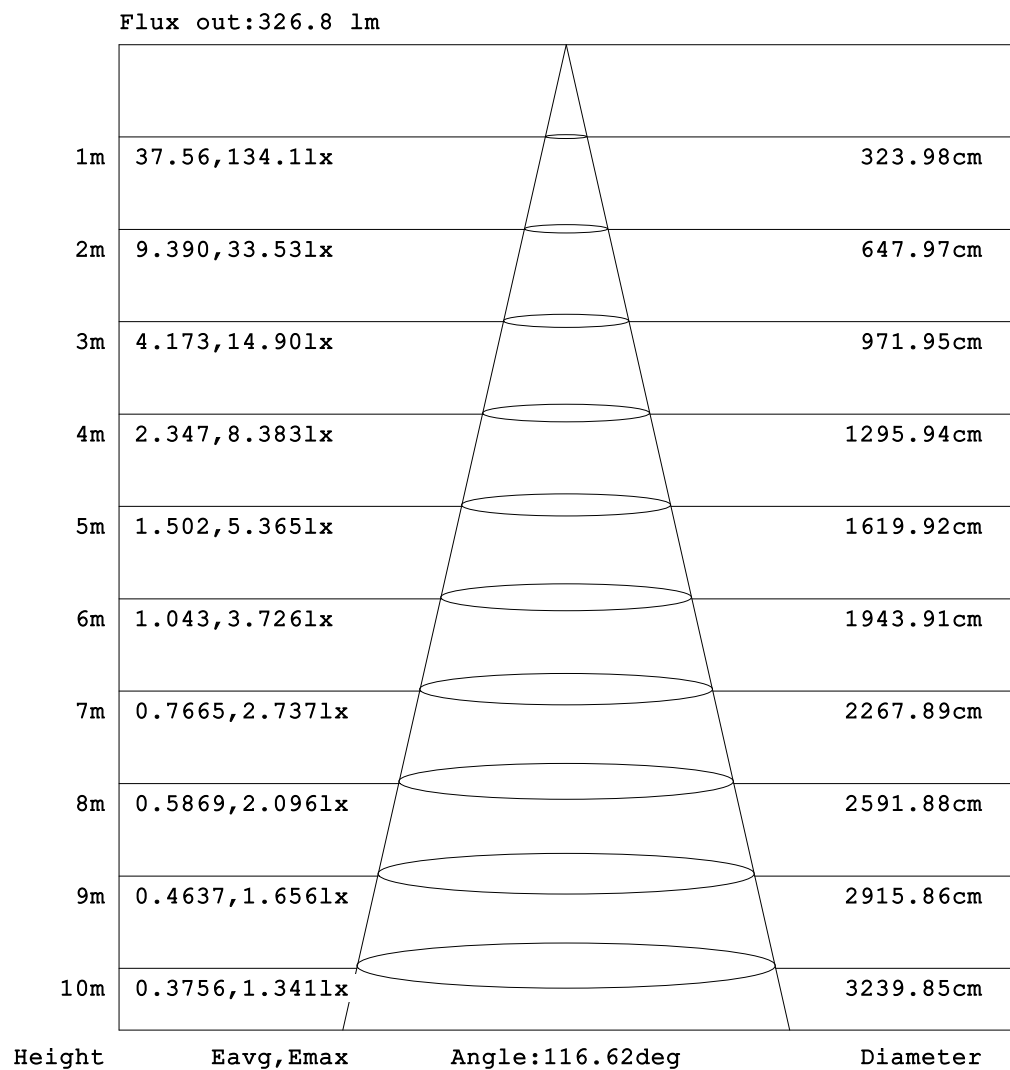 Flux out:326.8 lm
1m 37.56,134.1lx 323.98cm
2m 9.390,33.53lx 647.97cm
3m 4.173,14.90lx 971.95cm
4m 2.347,8.383lx 1295.94cm
5m 1.502,5.365lx 1619.92cm
6m 1.043,3.726lx 1943.91cm
7m 0.7665,2.737lx 2267.89cm
8m 0.5869,2.096lx 2591.88cm
9m 0.4637,1.656lx 2915.86cm
10m 0.3756,1.341lx 3239.85cm
Height Eavg,Emax Angle:116.62deg Diameter